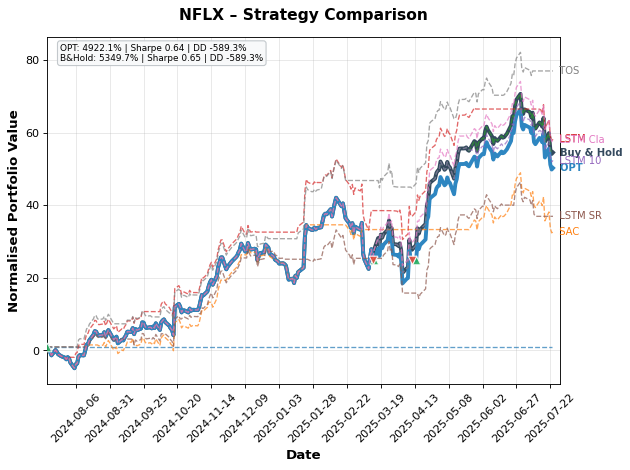 NFLX – Strategy Comparison
OPT: 4922.1% | Sharpe 0.64 | DD -589.3%
B&Hold: 5349.7% | Sharpe 0.65 | DD -589.3%
Normalised Portfolio Value
80
60
40
20
0
TOS
LSTM Cla
Buy & Hold
LSTM 10
OPT
LSTM SR
SAC
2024-08-06
2024-08-31
2024-09-25
2024-10-20
2024-11-14
2024-12-09
2025-01-03
2025-01-28
2025-02-22
2025-03-19
2025-04-13
2025-05-08
2025-06-02
2025-06-27
2025-07-22
Date